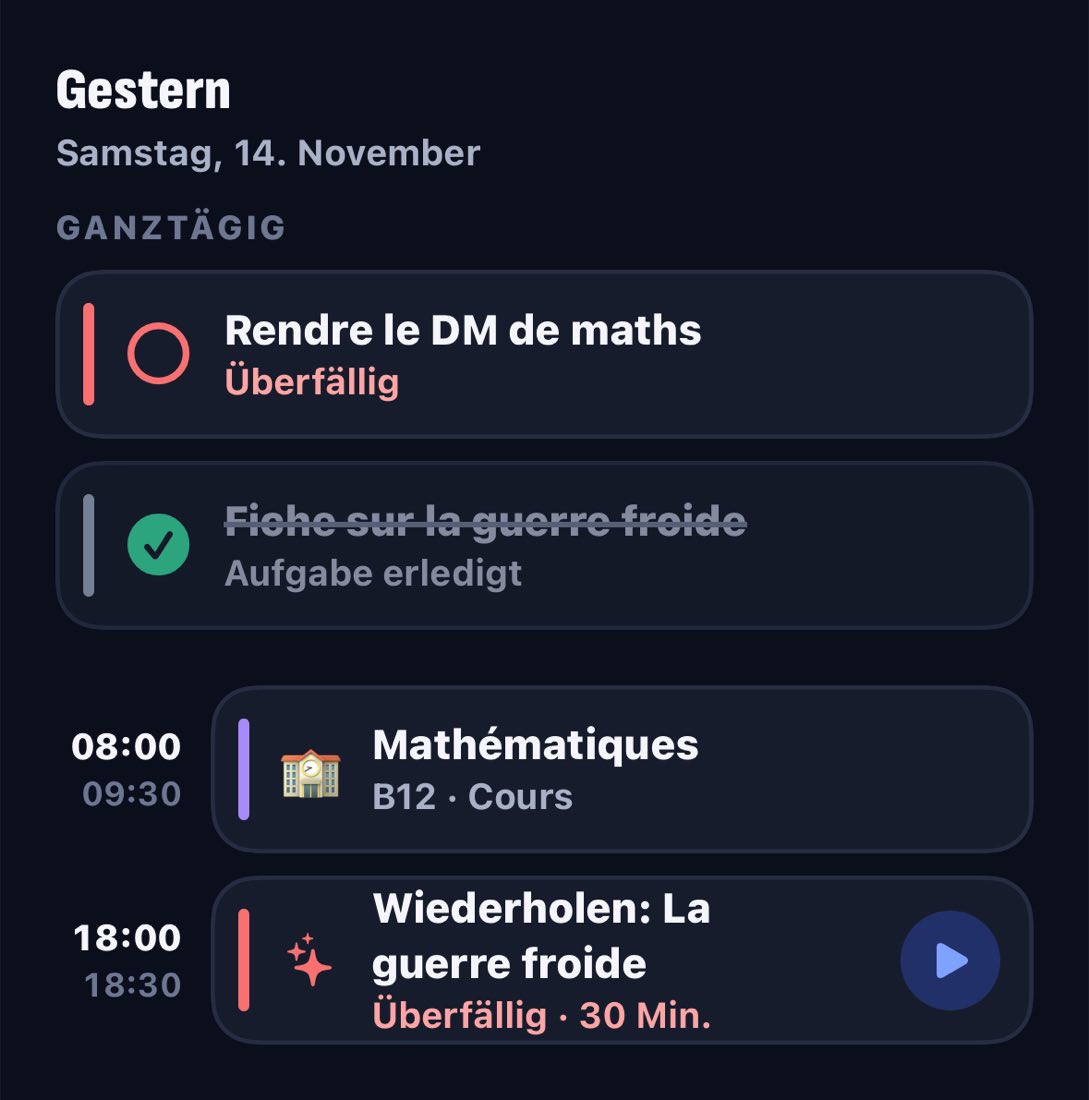 Gestern
Samstag, 14. November
GANZTÄGIG
Rendre le DM de maths
Überfällig
Fiche sur la guerre froide
Aufgabe erledigt
08:00
09:30
Mathématiques
B12 · Cours
18:00
18:30
Wiederholen: La
guerre froide
Überfällig · 30 Min.